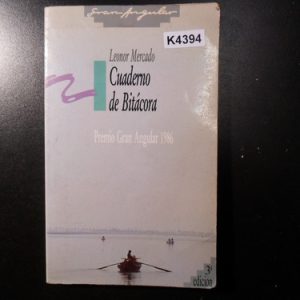 Gran Angular
K4394
Leonor Mercado
Cuaderno
de Bitácora
Premio Gran Angular 1986
3ª
edición